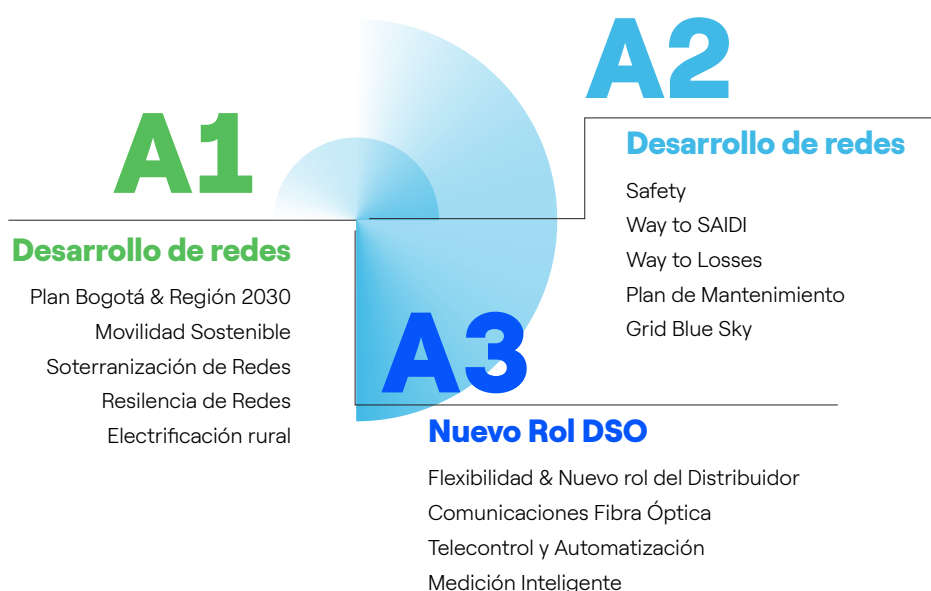 A1
Desarrollo de redes
Plan Bogotá & Región 2030
Movilidad Sostenible
Soterranización de Redes
Resilencia de Redes
Electrificación rural
A2
Desarrollo de redes
Safety
Way to SAIDI
Way to Losses
Plan de Mantenimiento
Grid Blue Sky
A3
Nuevo Rol DSO
Flexibilidad & Nuevo rol del Distribuidor
Comunicaciones Fibra Óptica
Telecontrol y Automatización
Medición Inteligente